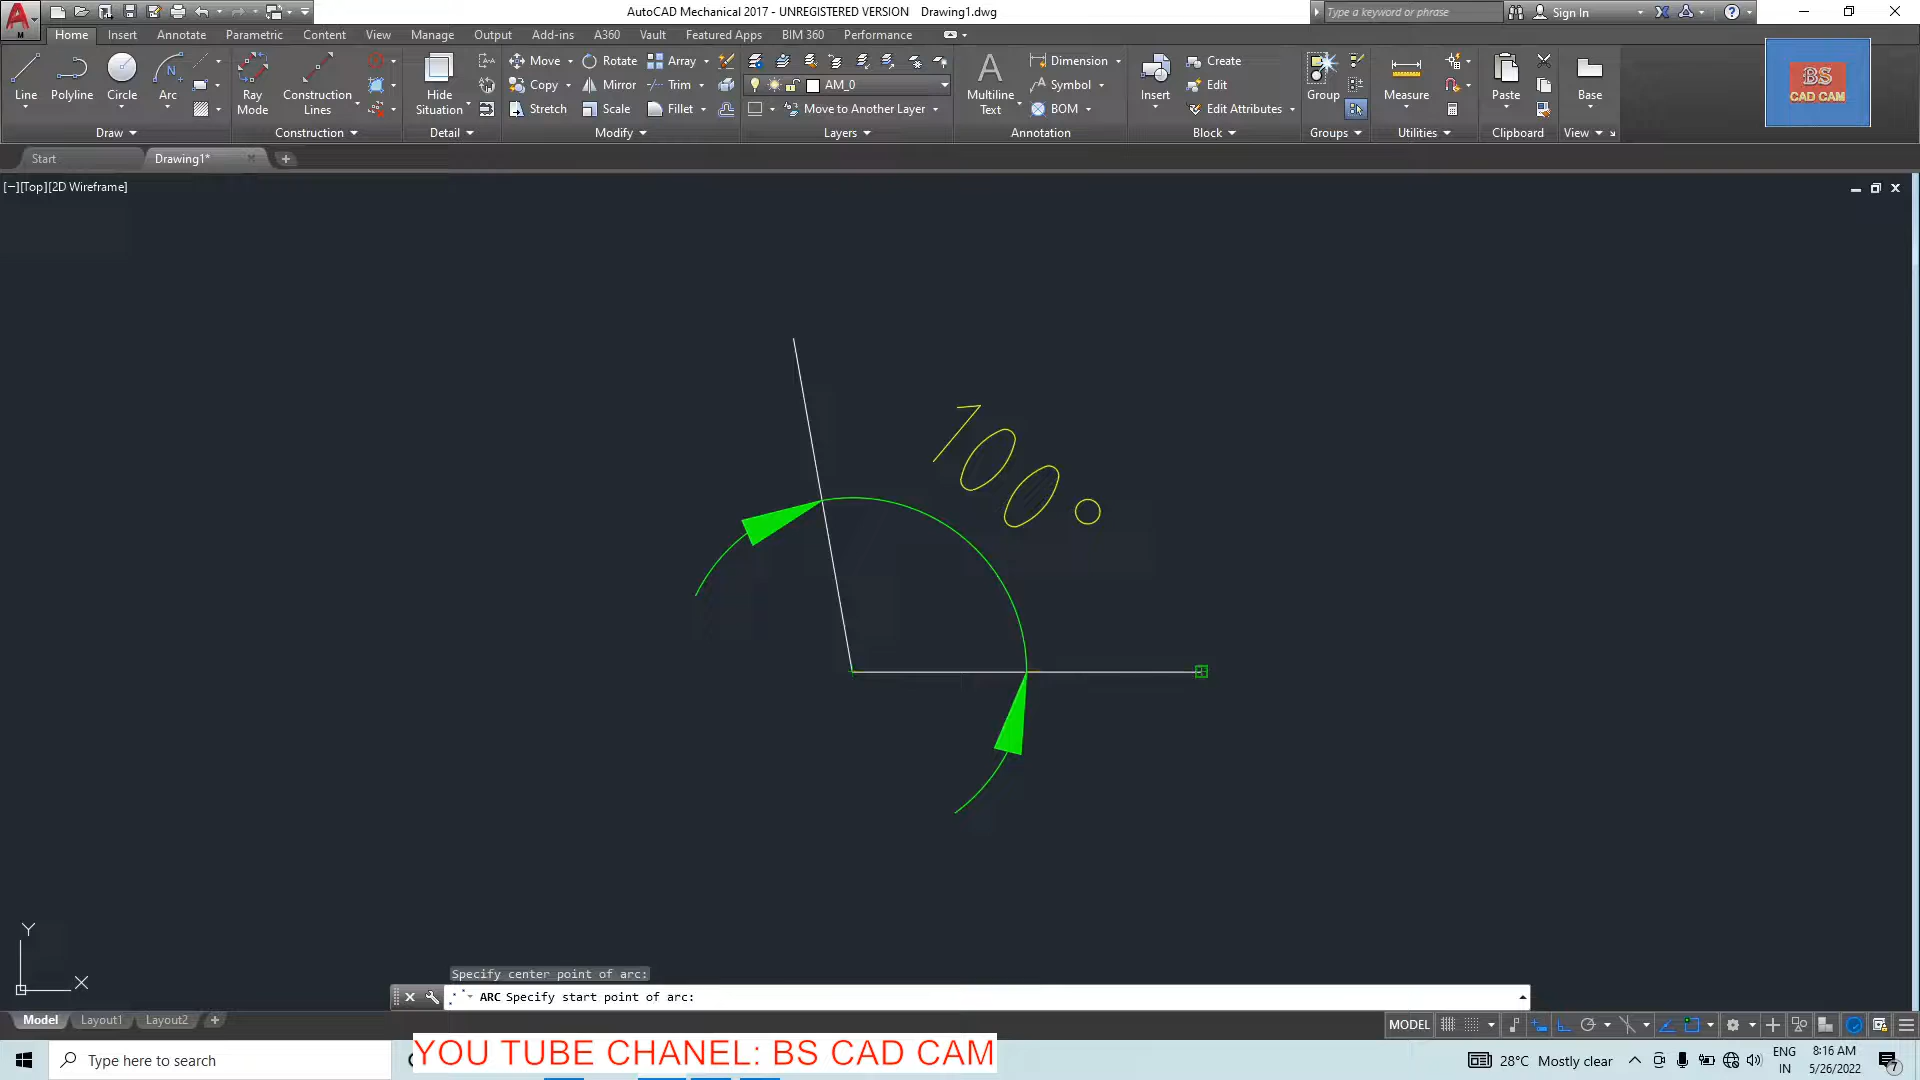 AutoCAD Mechanical 2017 - UNREGISTERED VERSION Drawing1.dwg
Type a keyword or phrase
Sign In
Home Insert Annotate Parametric Content View Manage Output Add-ins A360 Vault Featured Apps BIM 360 Performance
Line Polyline Circle Arc
Ray Mode
Construction Lines
Hide Situation
Move Rotate Array
Copy Mirror Trim
Stretch Scale Fillet
AM_0
Move to Another Layer
Multiline Text
Dimension
Symbol
BOM
Insert
Create
Edit
Edit Attributes
Group
Measure
Paste
Base
BS
CAD CAM
Draw Construction Detail Modify Layers Annotation Block Groups Utilities Clipboard View
Start Drawing1*
[−][Top][2D Wireframe]
100°
Y
X
Specify center point of arc:
ARC Specify start point of arc:
Model Layout1 Layout2
MODEL
Type here to search
YOU TUBE CHANEL: BS CAD CAM
28°C Mostly clear
ENG
IN
8:16 AM
5/26/2022
7